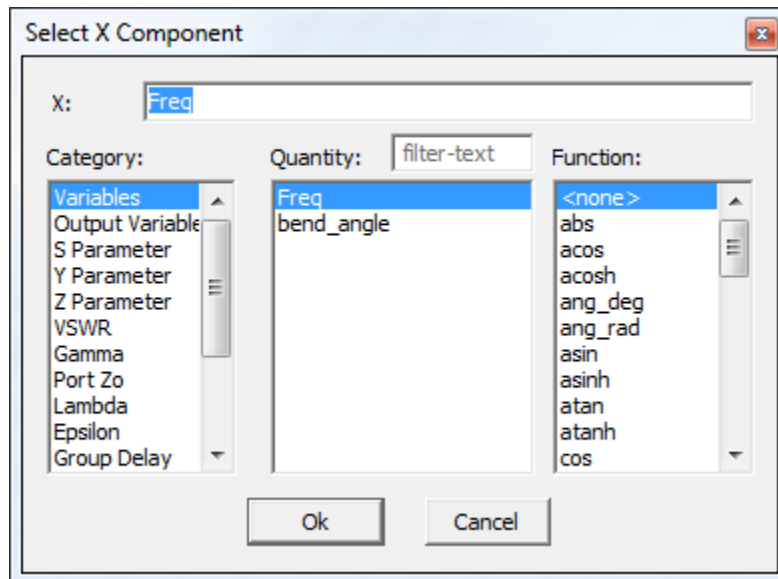 Select X Component
X: Freq
Category:
Quantity: filter-text
Function:
Variables
Output Variable
S Parameter
Y Parameter
Z Parameter
VSWR
Gamma
Port Zo
Lambda
Epsilon
Group Delay
Freq
bend_angle
<none>
abs
acos
acosh
ang_deg
ang_rad
asin
asinh
atan
atanh
cos
Ok
Cancel